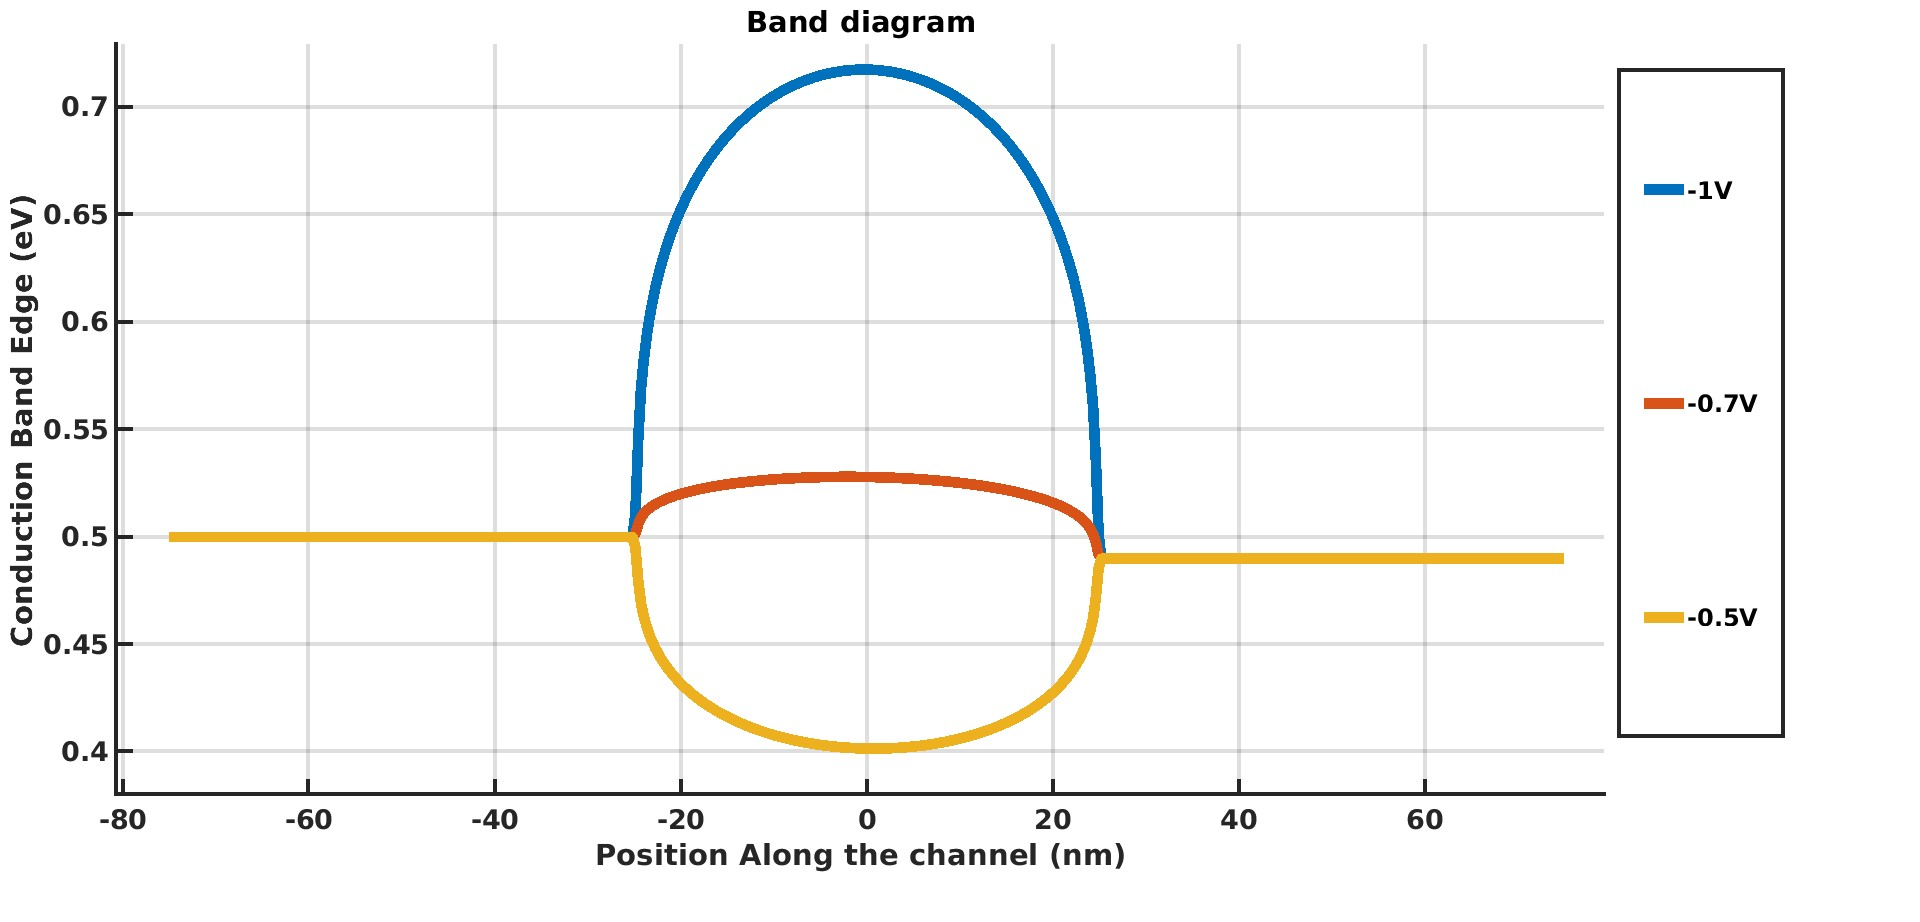 Band diagram
Conduction Band Edge (eV)
0.7
0.65
0.6
0.55
0.5
0.45
0.4
-80 -60 -40 -20 0 20 40 60
Position Along the channel (nm)
-1V
-0.7V
-0.5V